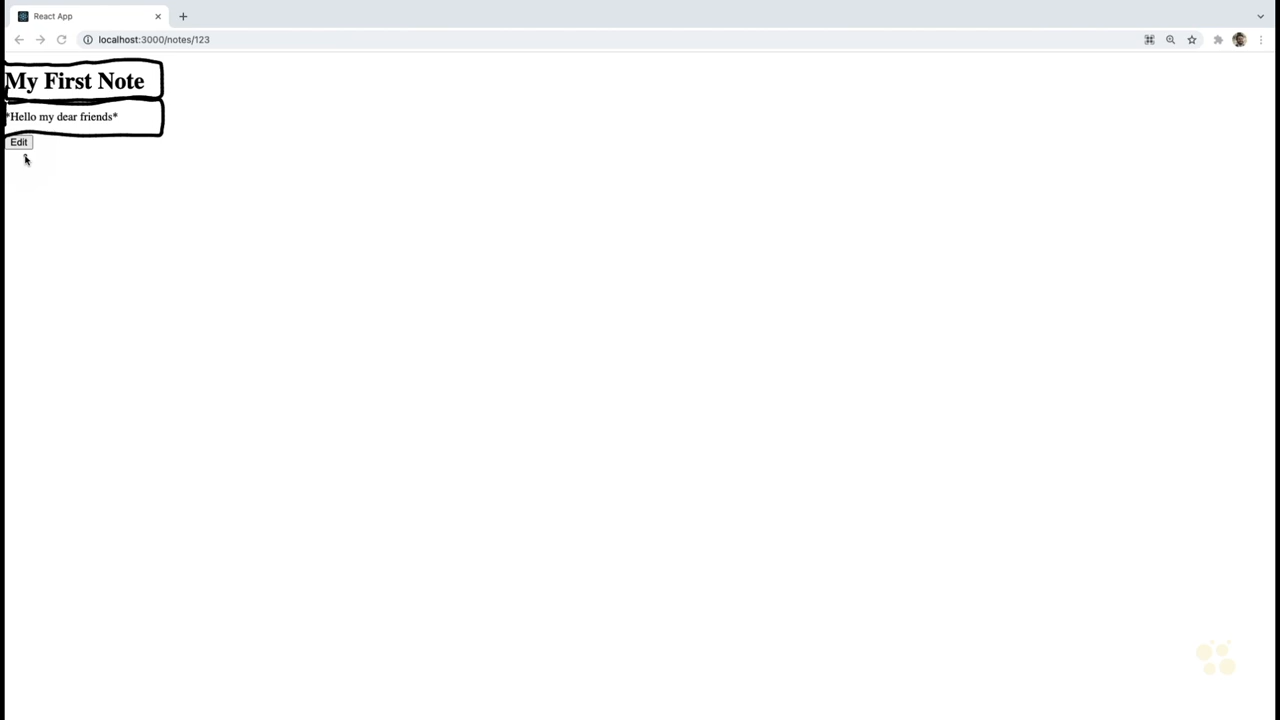 React App
localhost:3000/notes/123
My First Note
*Hello my dear friends*
Edit